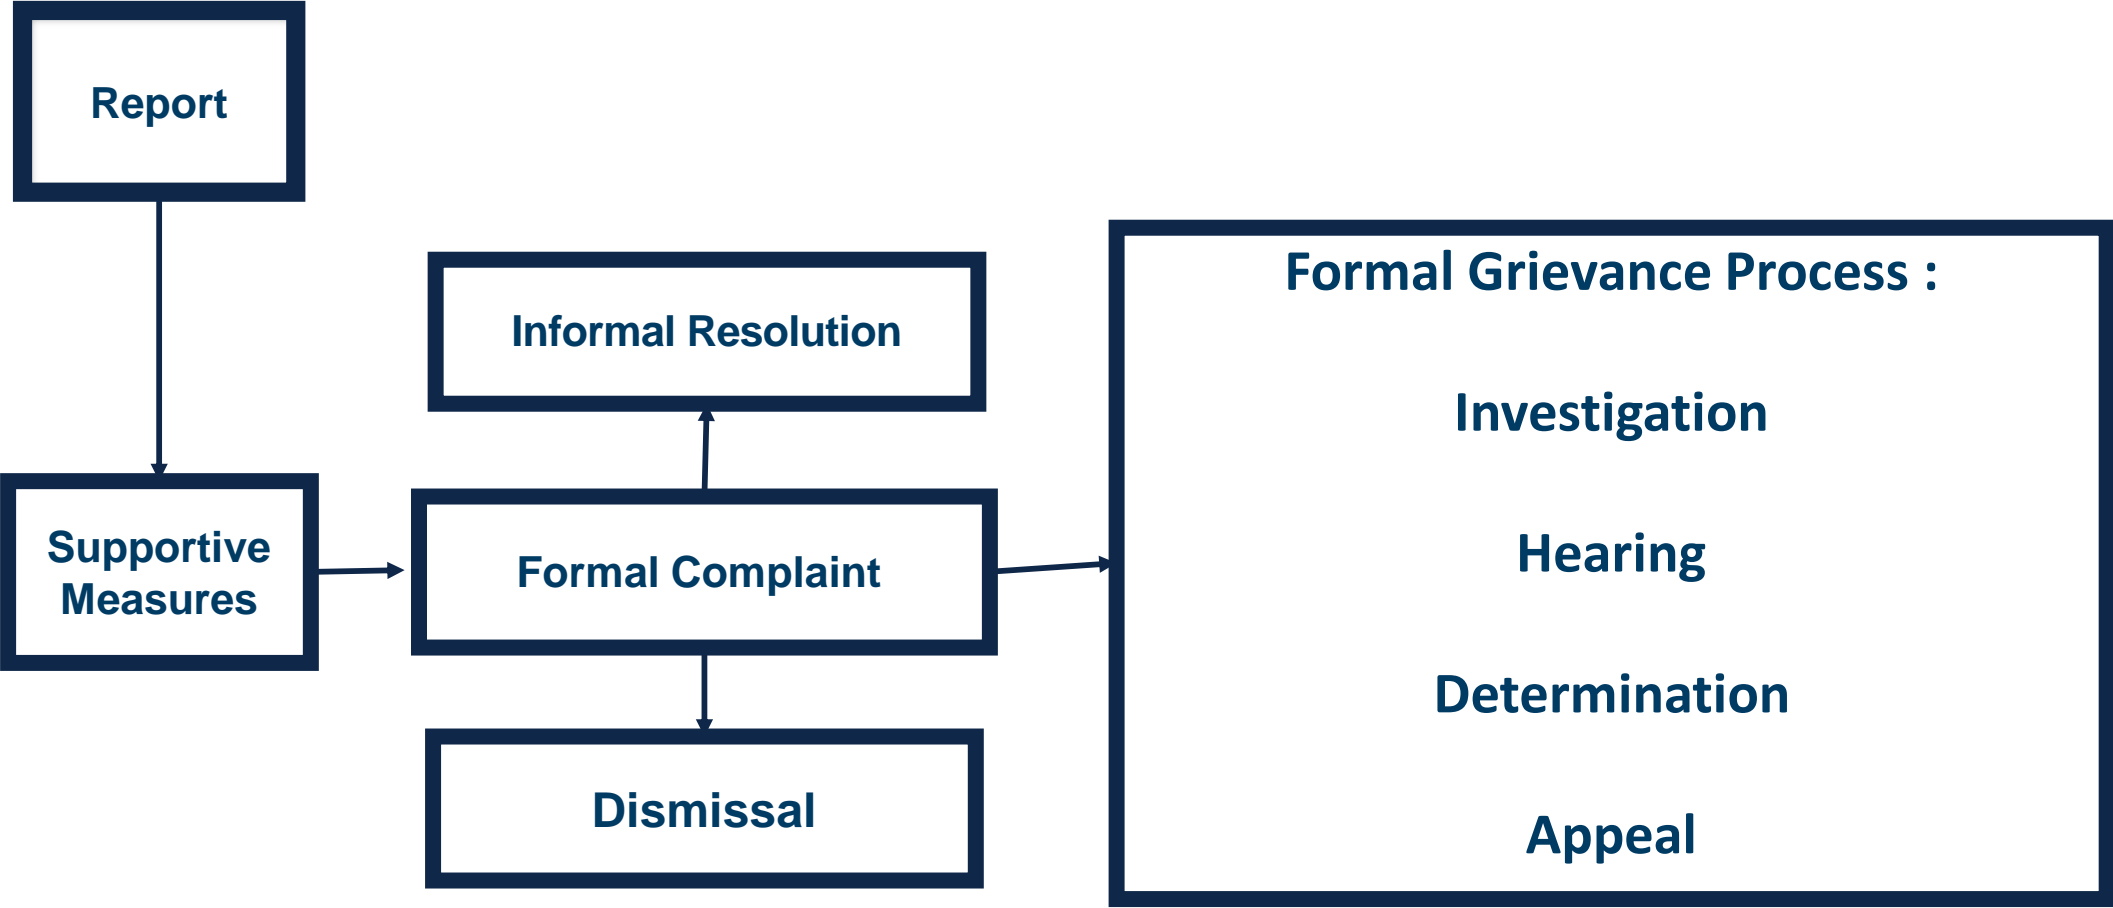 Report
Supportive
Measures
Informal Resolution
Formal Complaint
Dismissal
Formal Grievance Process :
Investigation
Hearing
Determination
Appeal